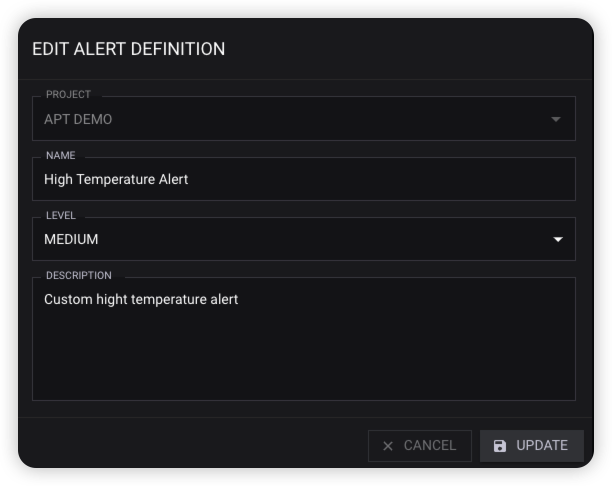 EDIT ALERT DEFINITION
PROJECT
APT DEMO
NAME
High Temperature Alert
LEVEL
MEDIUM
DESCRIPTION
Custom hight temperature alert
CANCEL
UPDATE